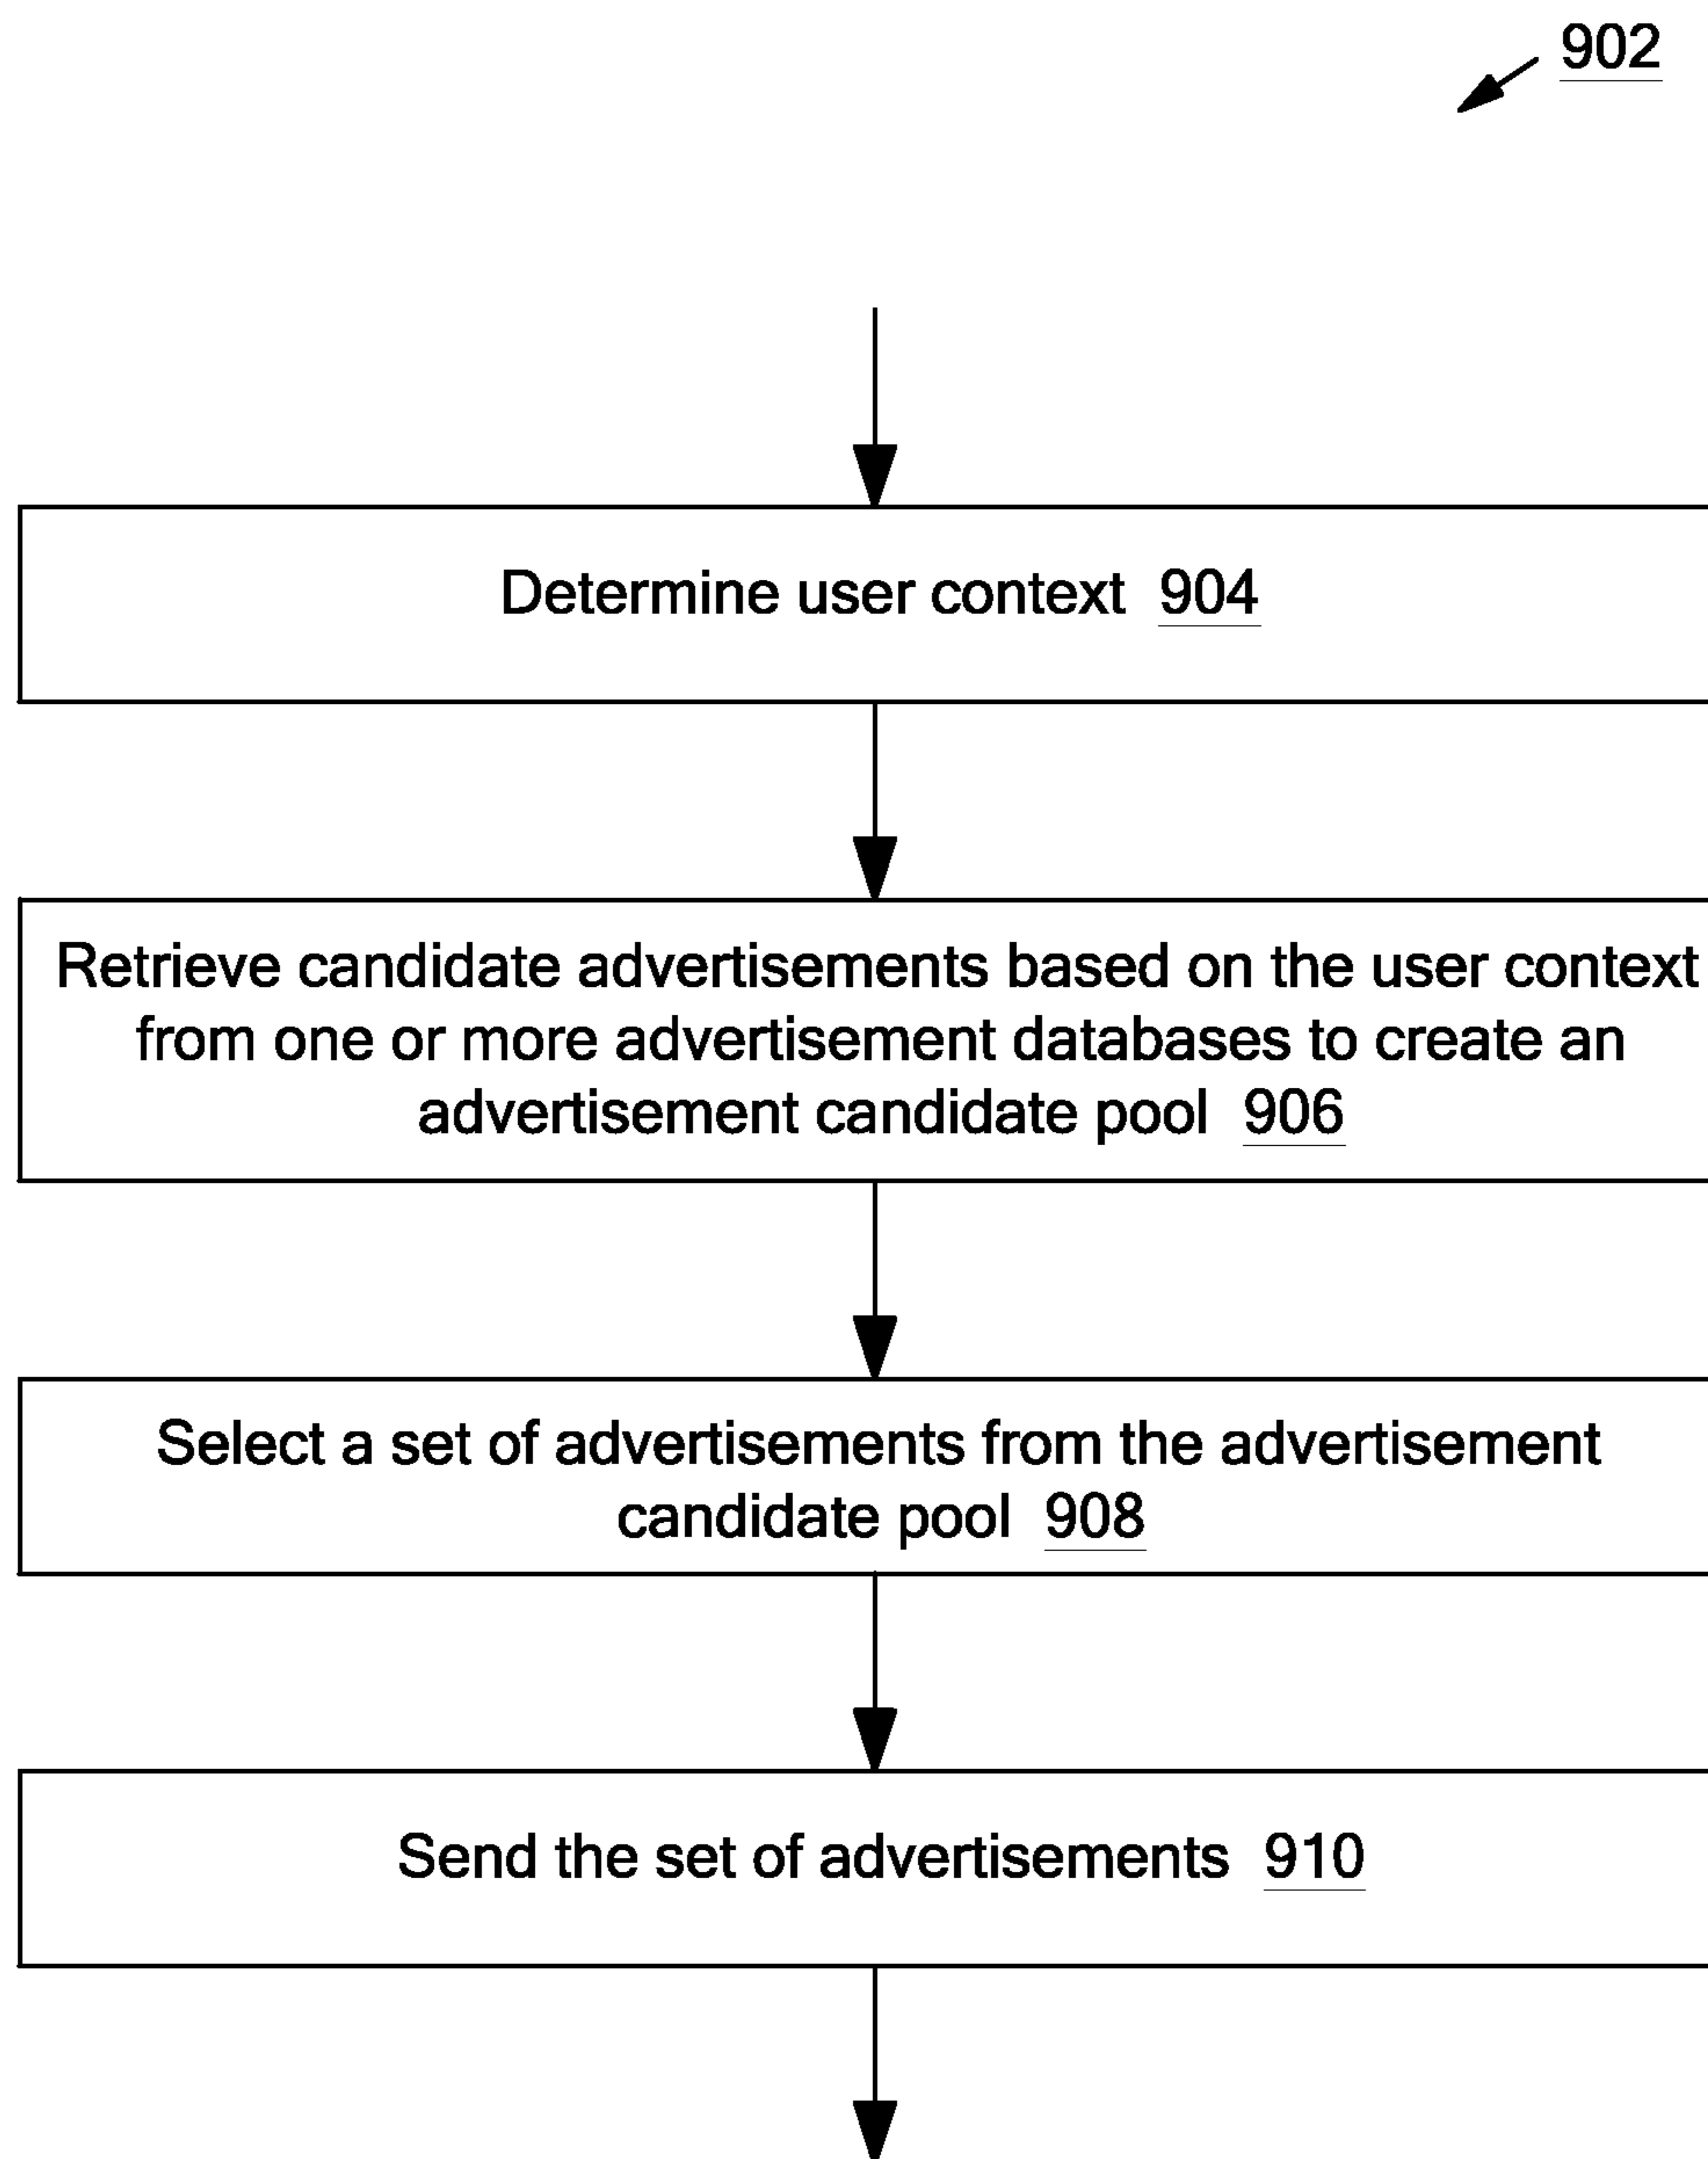 902
Determine user context 904
Retrieve candidate advertisements based on the user context
from one or more advertisement databases to create an
advertisement candidate pool 906
Select a set of advertisements from the advertisement
candidate pool 908
Send the set of advertisements 910